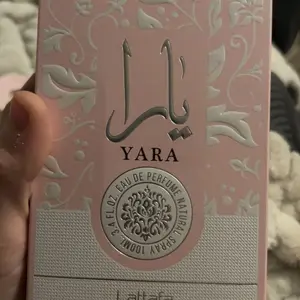 يارا
YARA
EAU DE PERFUME NATURAL SPRAY 100ML 3.4 FL.OZ
Lattafa